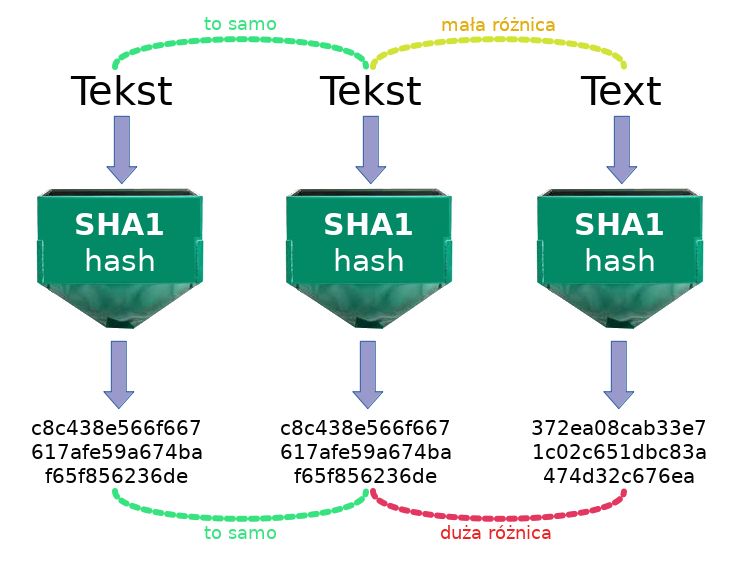 to samo
mała różnica
Tekst
Tekst
Text
SHA1
hash
SHA1
hash
SHA1
hash
c8c438e566f667
617afe59a674ba
f65f856236de
c8c438e566f667
617afe59a674ba
f65f856236de
372ea08cab33e7
1c02c651dbc83a
474d32c676ea
to samo
duża różnica